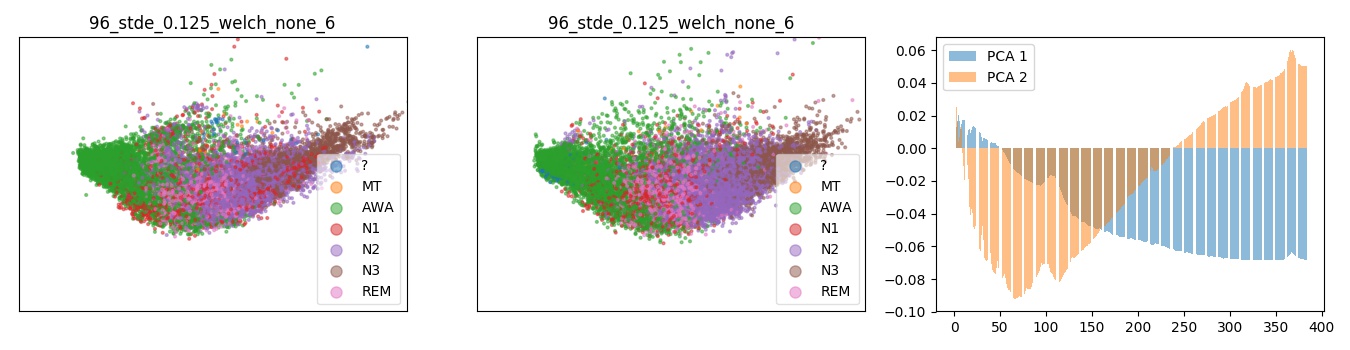 96_stde_0.125_welch_none_6
?
MT
AWA
N1
N2
N3
REM
96_stde_0.125_welch_none_6
?
MT
AWA
N1
N2
N3
REM
PCA 1
PCA 2
0.06
0.04
0.02
0.00
−0.02
−0.04
−0.06
−0.08
−0.10
0 50 100 150 200 250 300 350 400